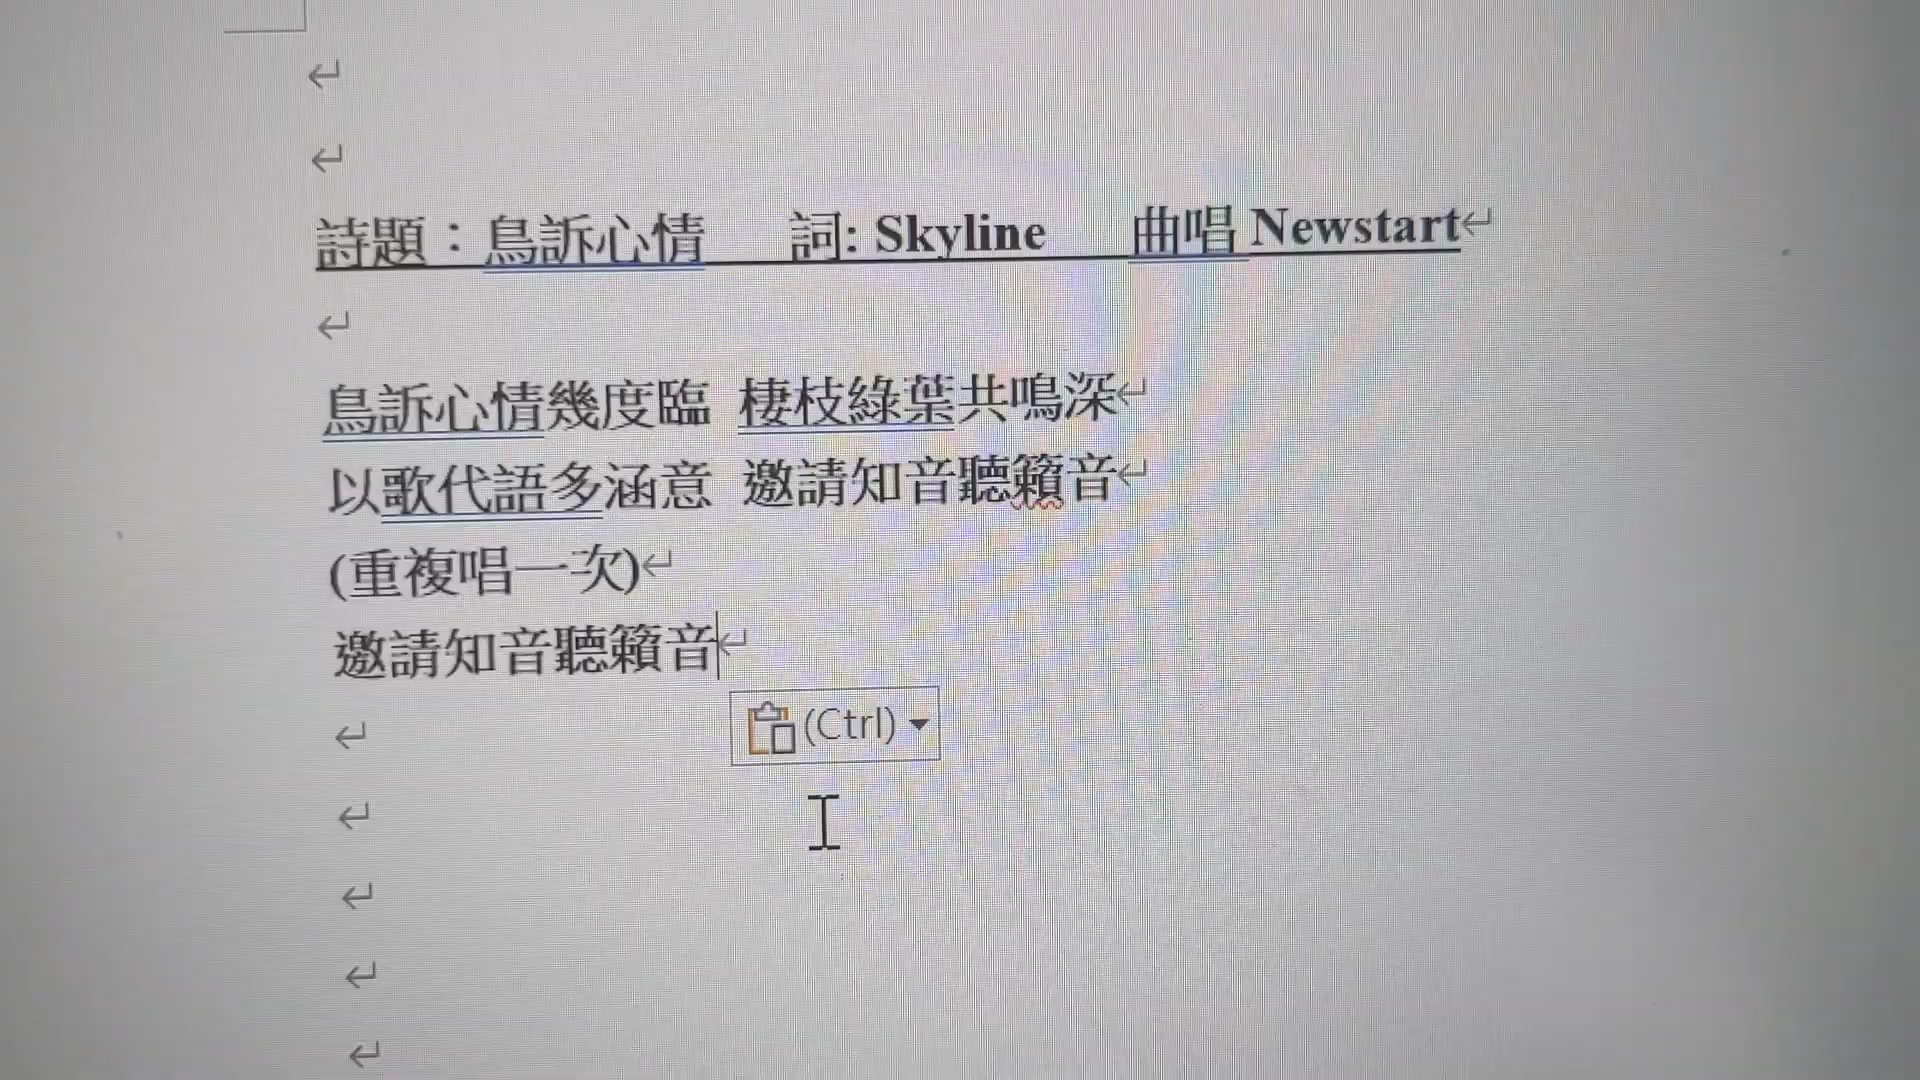 詩題：鳥訴心情 詞: Skyline 曲唱 Newstart
鳥訴心情幾度臨 棲枝綠葉共鳴深
以歌代語多涵意 邀請知音聽籟音
(重複唱一次)
邀請知音聽籟音
(Ctrl)